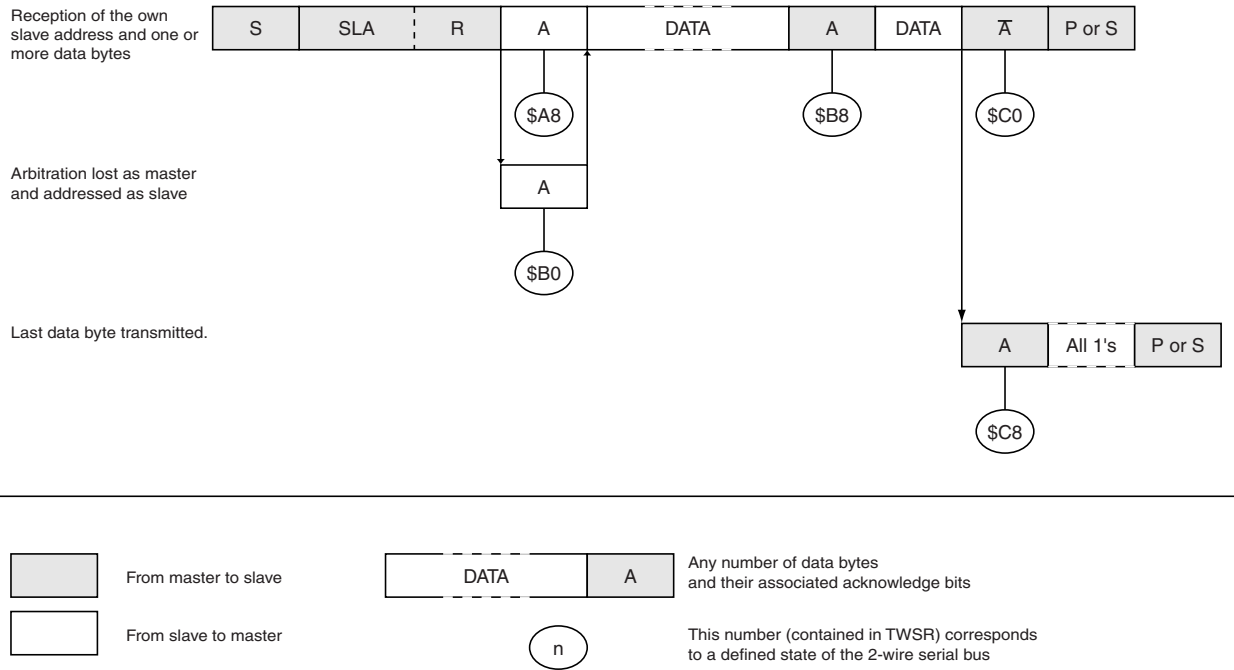 Reception of the own
slave address and one or
more data bytes
S SLA R A DATA A DATA A̅ P or S
$A8 $B8 $C0
Arbitration lost as master
and addressed as slave
A
$B0
Last data byte transmitted.
A All 1's P or S
$C8
From master to slave
DATA A
Any number of data bytes
and their associated acknowledge bits
From slave to master
n
This number (contained in TWSR) corresponds
to a defined state of the 2-wire serial bus